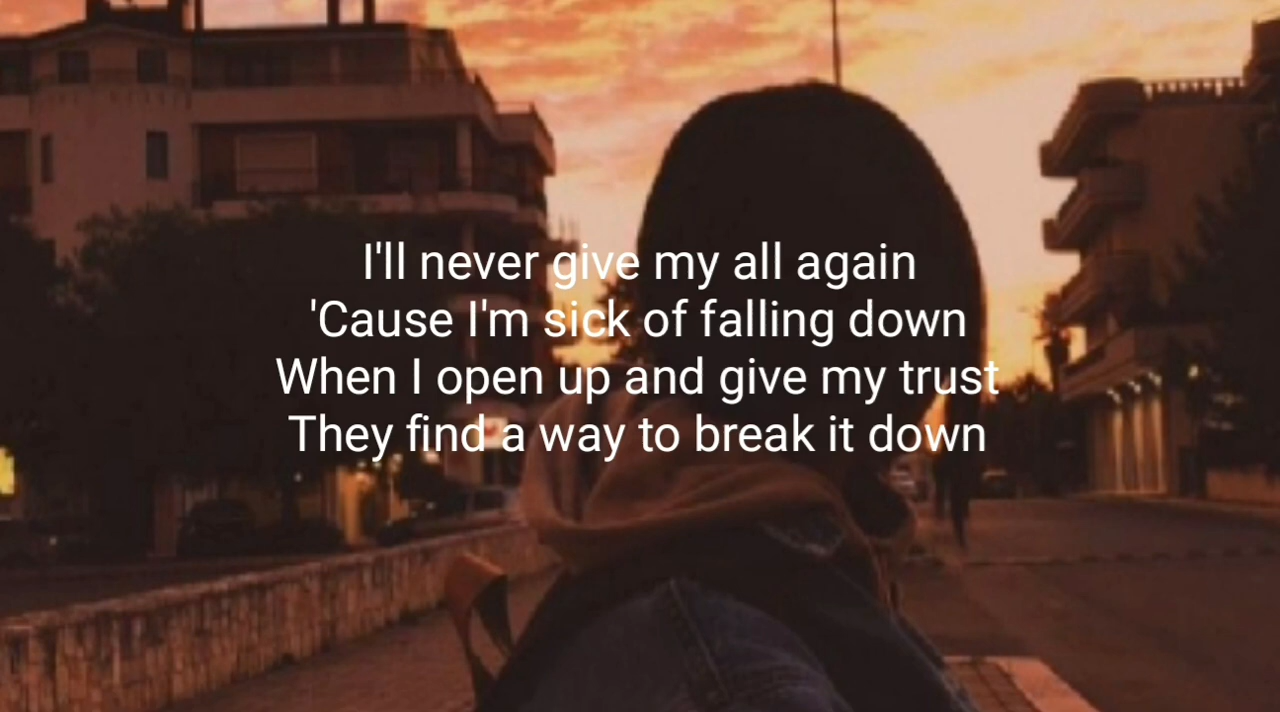 I'll never give my all again
'Cause I'm sick of falling down
When I open up and give my trust
They find a way to break it down